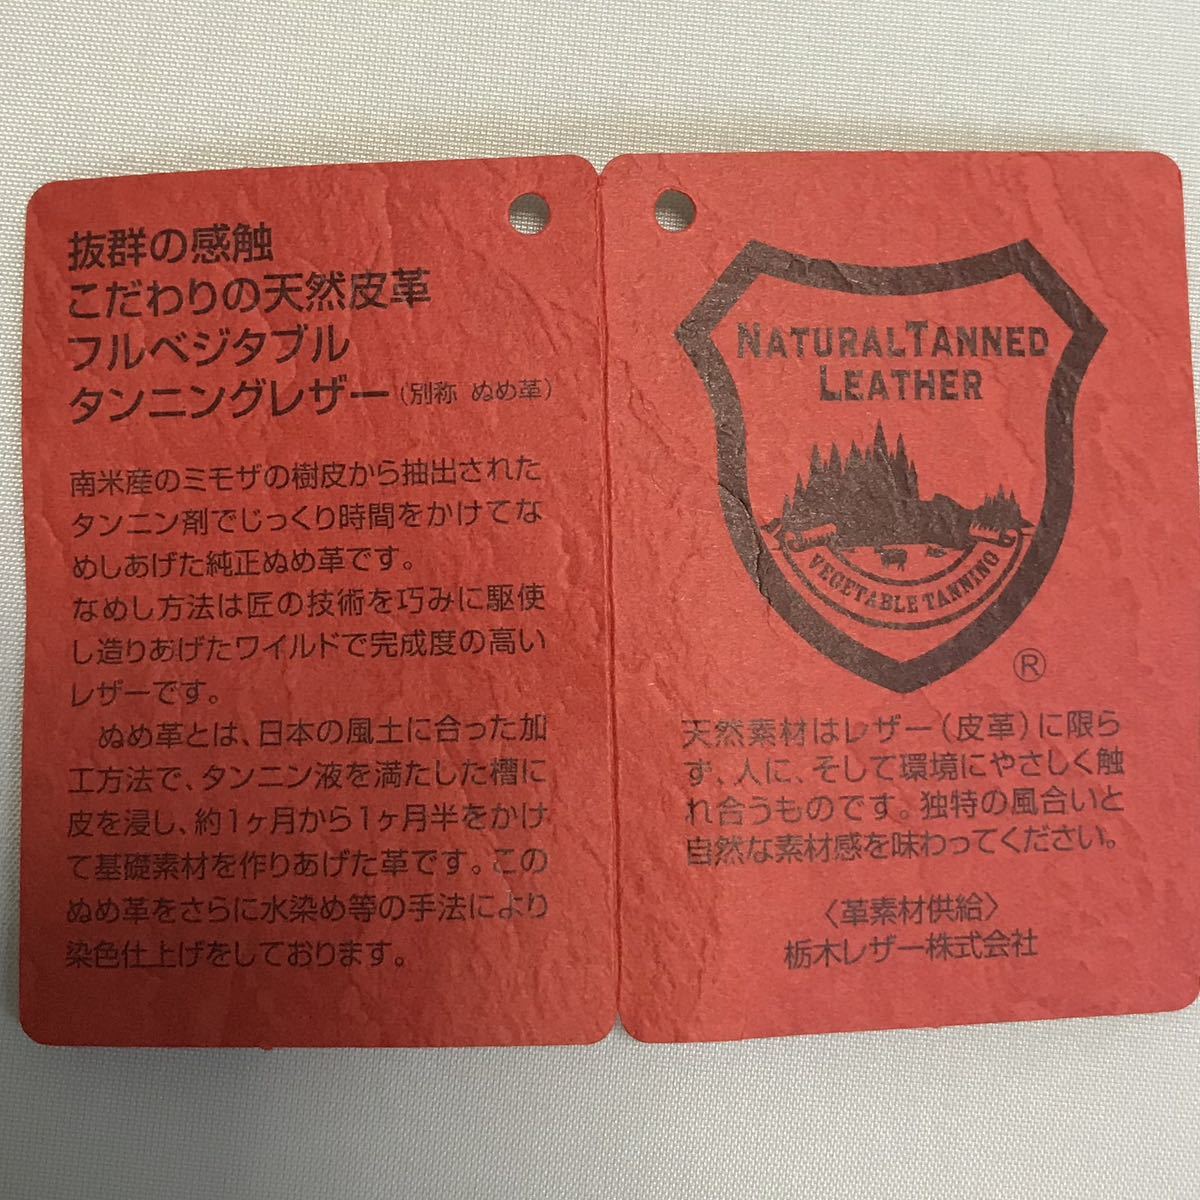 抜群の感触
こだわりの天然皮革
フルベジタブル
タンニングレザー（別称 ぬめ革）
南米産のミモザの樹皮から抽出された
タンニン剤でじっくり時間をかけてな
めしあげた純正ぬめ革です。
なめし方法は匠の技術を巧みに駆使
し造りあげたワイルドで完成度の高い
レザーです。
ぬめ革とは、日本の風土に合った加
工方法で、タンニン液を満たした槽に
皮を浸し、約1ヶ月から1ヶ月半をかけ
て基礎素材を作りあげた革です。この
ぬめ革をさらに水染め等の手法により
染色仕上げをしております。
NATURAL TANNED
LEATHER
VEGETABLE TANNING
®
天然素材はレザー（皮革）に限ら
ず、人に、そして環境にやさしく触
れ合うものです。独特の風合いと
自然な素材感を味わってください。
〈革素材供給〉
栃木レザー株式会社